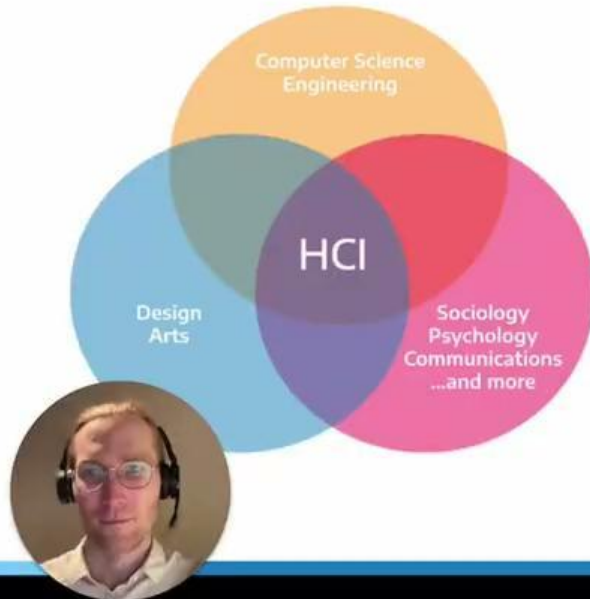 Computer Science
Engineering
HCI
Design
Arts
Sociology
Psychology
Communications
...and more